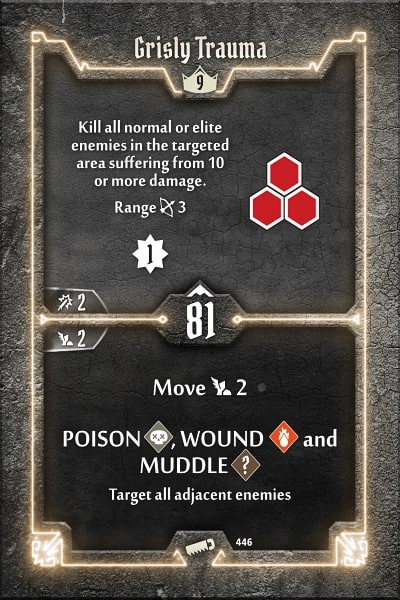 Grisly Trauma
9
Kill all normal or elite
enemies in the targeted
area suffering from 10
or more damage.
Range 3
1
2
81
2
Move 2
POISON , WOUND and
MUDDLE ?
Target all adjacent enemies
446